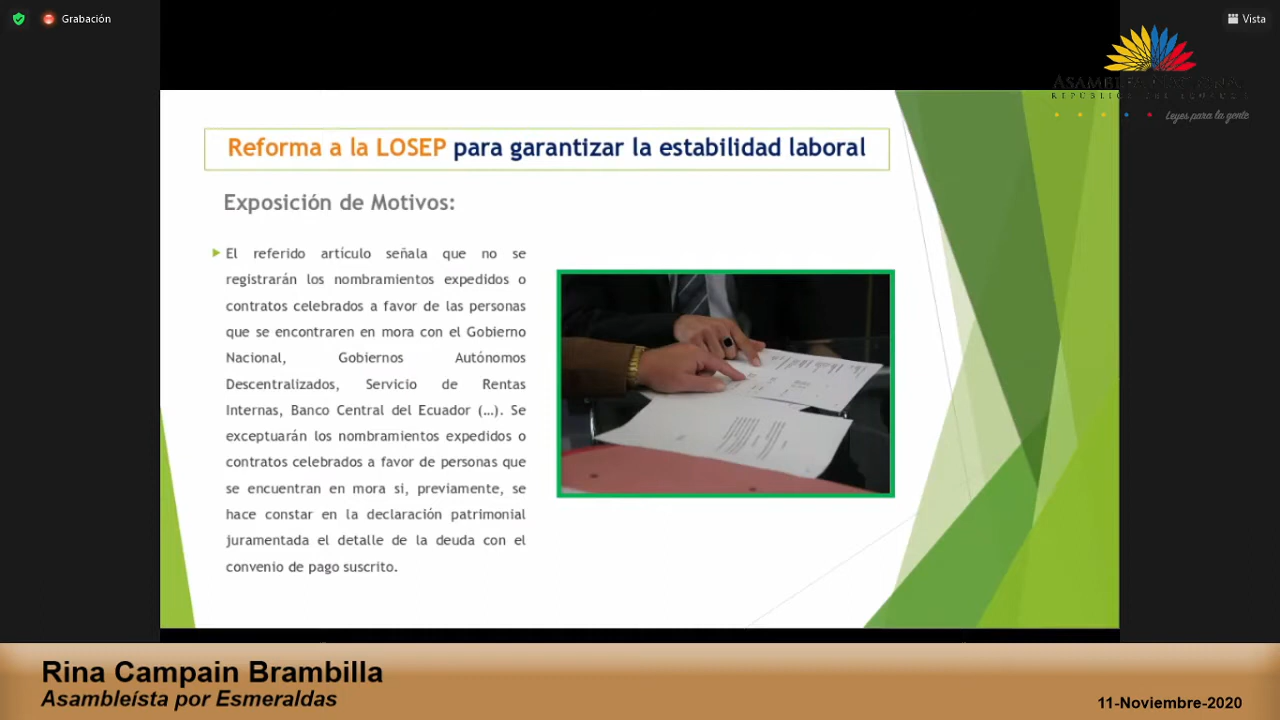 Grabación
Vista
ASAMBLEA NACIONAL
REPÚBLICA DEL ECUADOR
Leyes para la gente
Reforma a la LOSEP para garantizar la estabilidad laboral
Exposición de Motivos:
El referido artículo señala que no se
registrarán los nombramientos expedidos o
contratos celebrados a favor de las personas
que se encontraren en mora con el Gobierno
Nacional, Gobiernos Autónomos
Descentralizados, Servicio de Rentas
Internas, Banco Central del Ecuador (…). Se
exceptuarán los nombramientos expedidos o
contratos celebrados a favor de personas que
se encuentran en mora si, previamente, se
hace constar en la declaración patrimonial
juramentada el detalle de la deuda con el
convenio de pago suscrito.
Rina Campain Brambilla
Asambleísta por Esmeraldas
11-Noviembre-2020